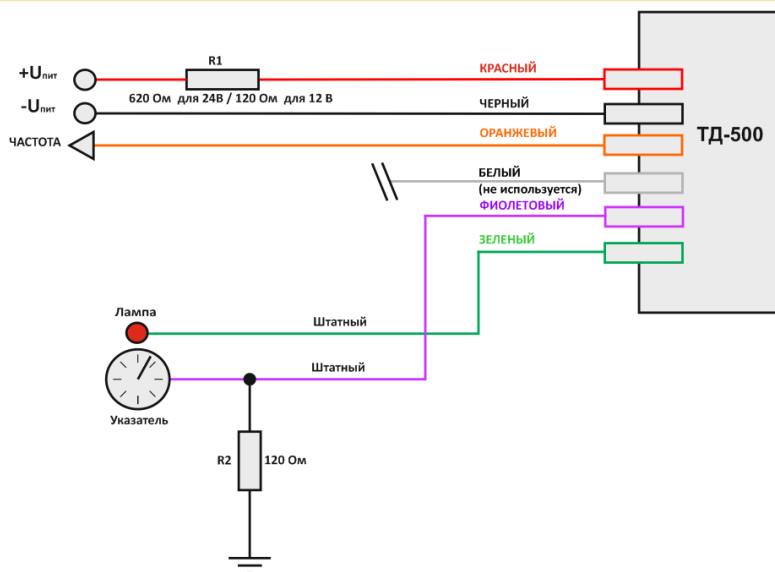 R1
+Uпит
КРАСНЫЙ
620 Ом для 24В / 120 Ом для 12 В
-Uпит
ЧЕРНЫЙ
ОРАНЖЕВЫЙ
ТД-500
ЧАСТОТА
БЕЛЫЙ
(не используется)
ФИОЛЕТОВЫЙ
ЗЕЛЕНЫЙ
Лампа
Штатный
Штатный
Указатель
R2
120 Ом